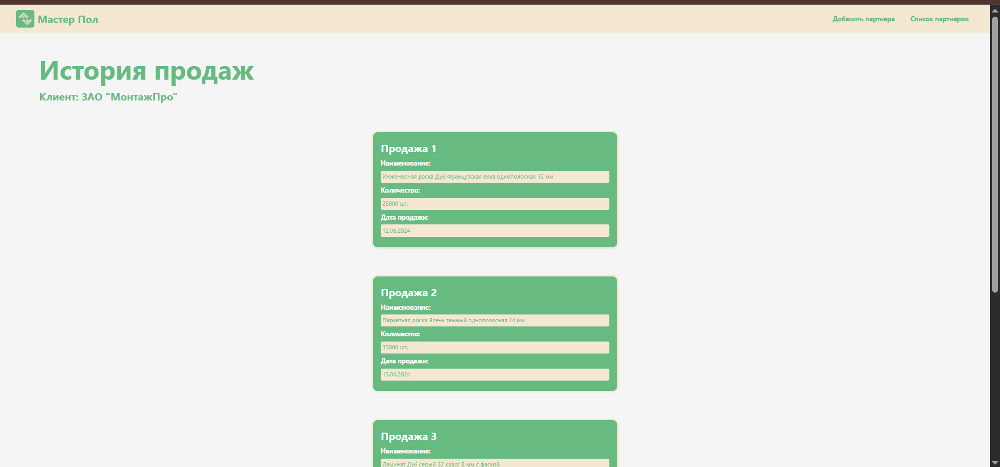 Мастер Пол
Добавить партнера
Список партнеров
История продаж
Клиент: ЗАО "МонтажПро"
Продажа 1
Наименование:
Инженерная доска Дуб Французская елка однополосная 12 мм
Количество:
25000 шт.
Дата продажи:
12.06.2024
Продажа 2
Наименование:
Паркетная доска Ясень темный однополосная 14 мм
Количество:
35000 шт.
Дата продажи:
15.04.2024
Продажа 3
Наименование:
Ламинат Дуб серый 32 класс 8 мм с фаской